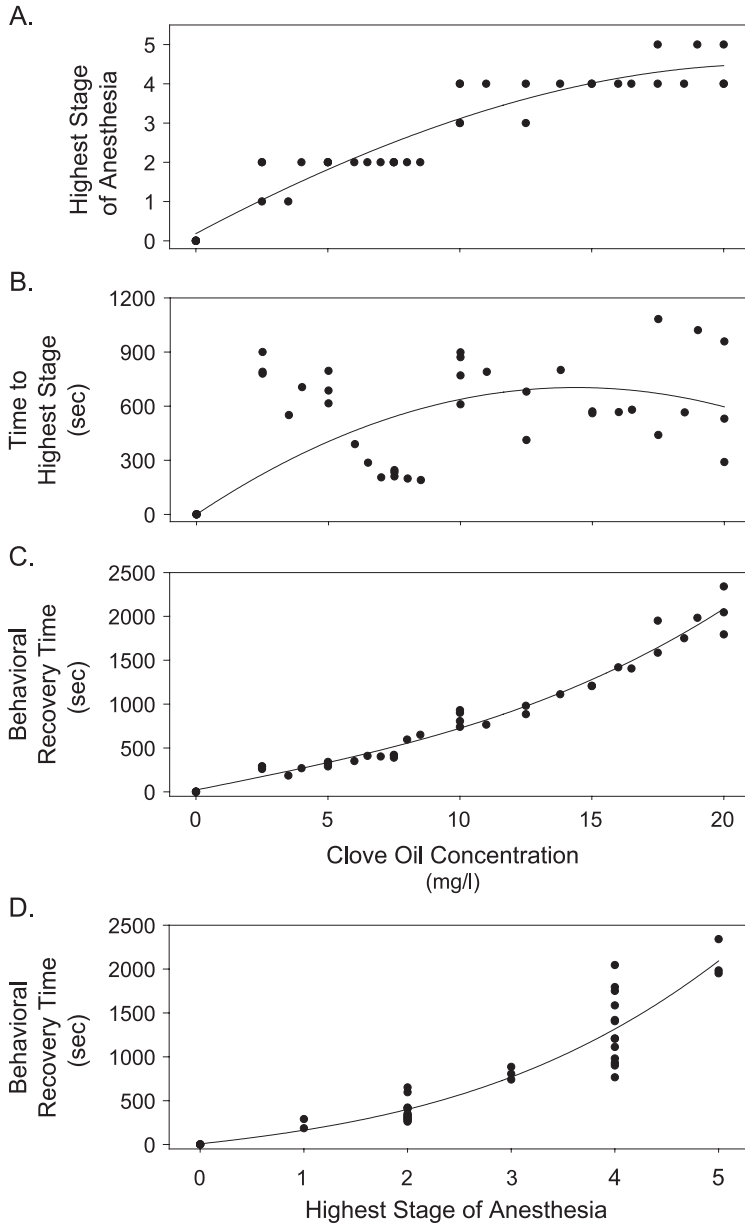 A.
Highest Stage
of Anesthesia
5
4
3
2
1
0
B.
Time to
Highest Stage
(sec)
1200
900
600
300
0
C.
Behavioral
Recovery Time
(sec)
2500
2000
1500
1000
500
0
0 5 10 15 20
Clove Oil Concentration
(mg/l)
D.
Behavioral
Recovery Time
(sec)
2500
2000
1500
1000
500
0
0 1 2 3 4 5
Highest Stage of Anesthesia